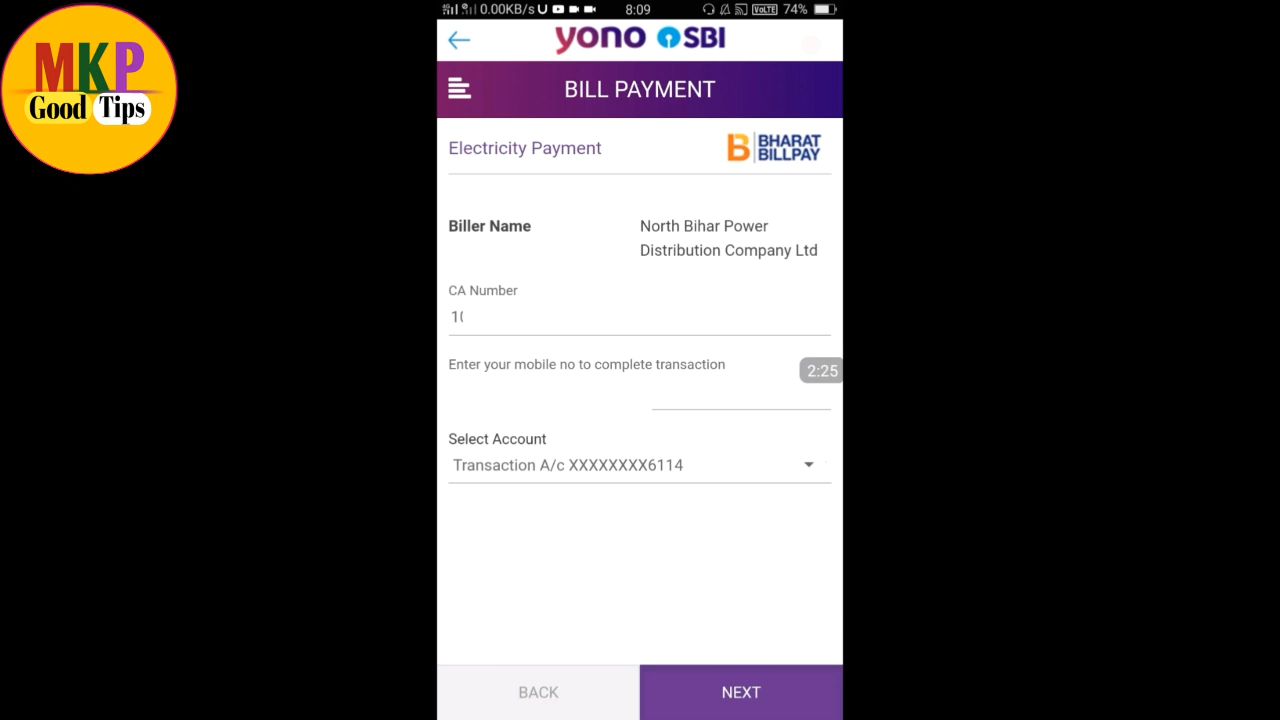 MKP
Good Tips
0.00KB/s 8:09 VoLTE 74%
yono SBI
BILL PAYMENT
Electricity Payment
BHARAT
BILLPAY
Biller Name
North Bihar Power
Distribution Company Ltd
CA Number
10
Enter your mobile no to complete transaction
2:25
Select Account
Transaction A/c XXXXXXXX6114
BACK
NEXT